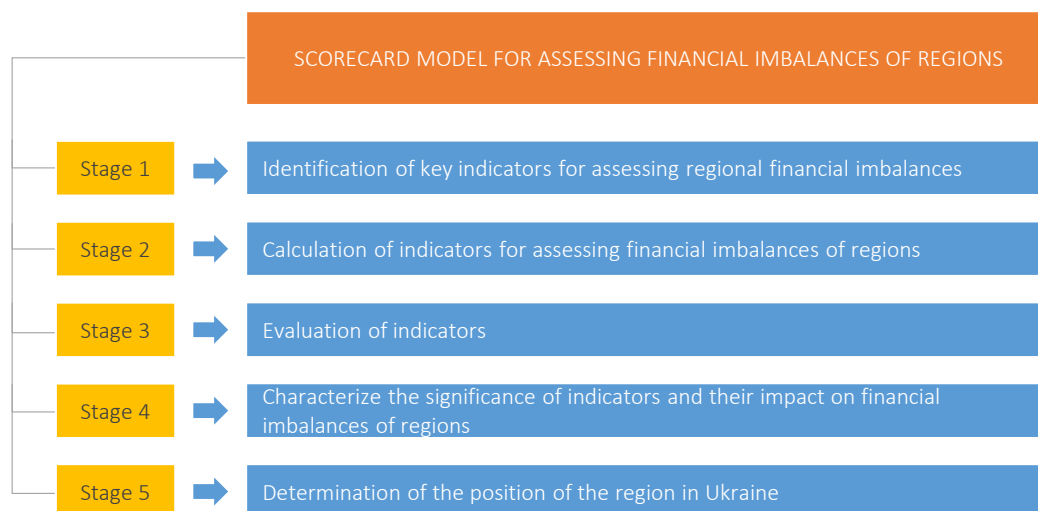 SCORECARD MODEL FOR ASSESSING FINANCIAL IMBALANCES OF REGIONS
Stage 1
Identification of key indicators for assessing regional financial imbalances
Stage 2
Calculation of indicators for assessing financial imbalances of regions
Stage 3
Evaluation of indicators
Stage 4
Characterize the significance of indicators and their impact on financial
imbalances of regions
Stage 5
Determination of the position of the region in Ukraine